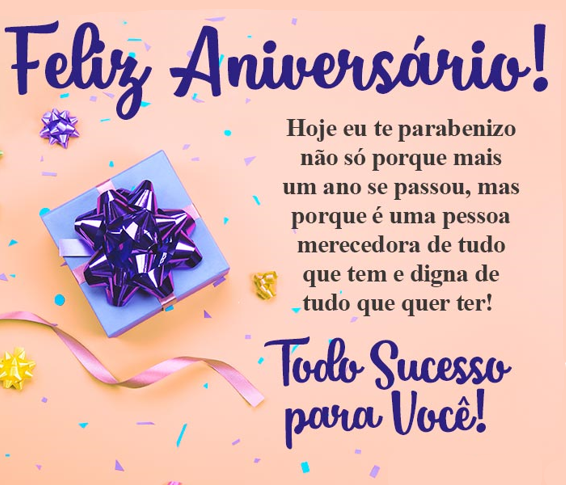 Feliz Aniversário!
Hoje eu te parabenizo
não só porque mais
um ano se passou, mas
porque é uma pessoa
merecedora de tudo
que tem e digna de
tudo que quer ter!
Todo Sucesso
para Você!